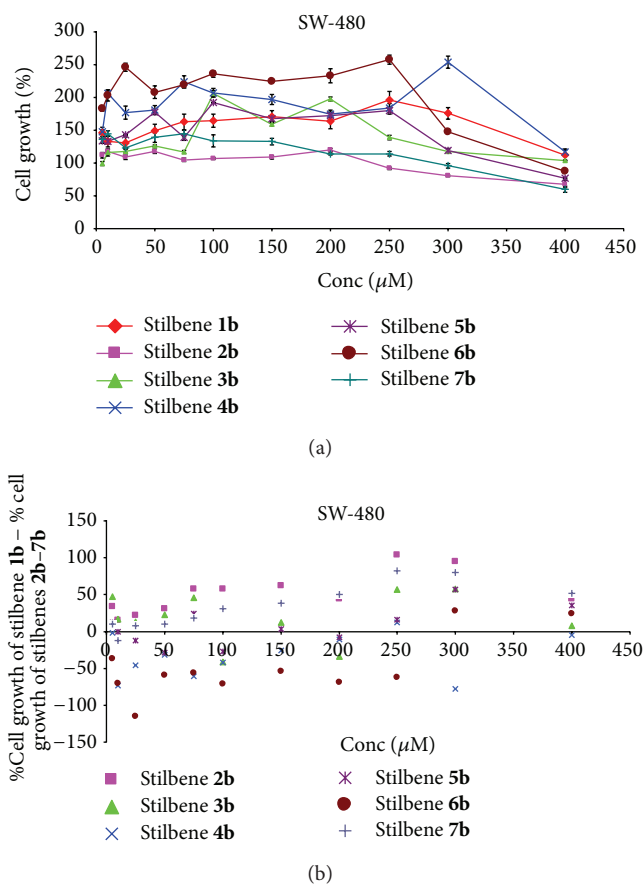 SW-480
300
250
200
150
100
50
0
Cell growth (%)
0 50 100 150 200 250 300 350 400 450
Conc (μM)
Stilbene 1b
Stilbene 2b
Stilbene 3b
Stilbene 4b
Stilbene 5b
Stilbene 6b
Stilbene 7b
(a)
SW-480
150
100
50
0
−50
−100
−150
%Cell growth of stilbene 1b – % cell
growth of stilbenes 2b–7b
0 50 100 150 200 250 300 350 400 450
Conc (μM)
Stilbene 2b
Stilbene 3b
Stilbene 4b
Stilbene 5b
Stilbene 6b
Stilbene 7b
(b)